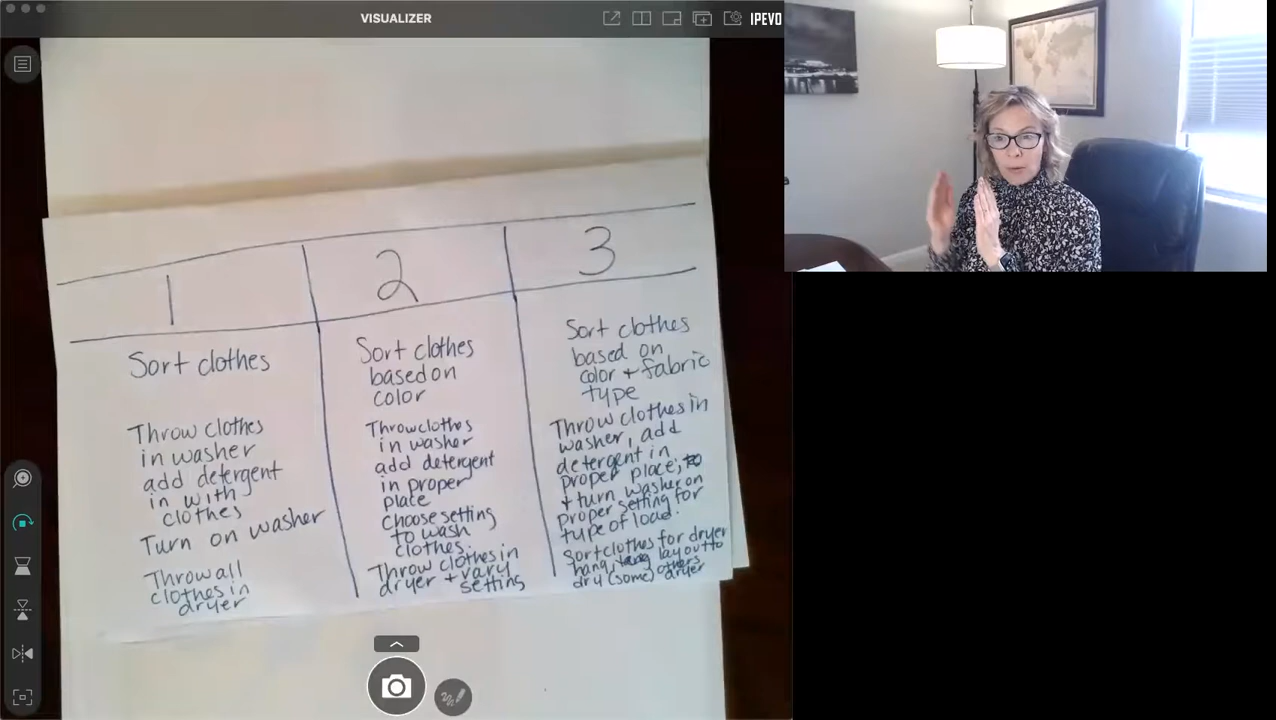 VISUALIZER
IPEVO
1
2
3
Sort clothes
Throw clothes
in washer
add detergent
in with
clothes
Turn on washer
Throw all
clothes in
dryer
Sort clothes
based on
color
Throw clothes
in washer
add detergent
in proper
place
Choose setting
to wash
clothes.
Throw clothes in
dryer + vary
setting
Sort clothes
based on
color + fabric
type
Throw clothes in
washer, add
detergent in
proper place,
+ turn washer on
proper setting for
type of load.
Sort clothes for dryer
hang, lay out to
dry (some) others
dryer